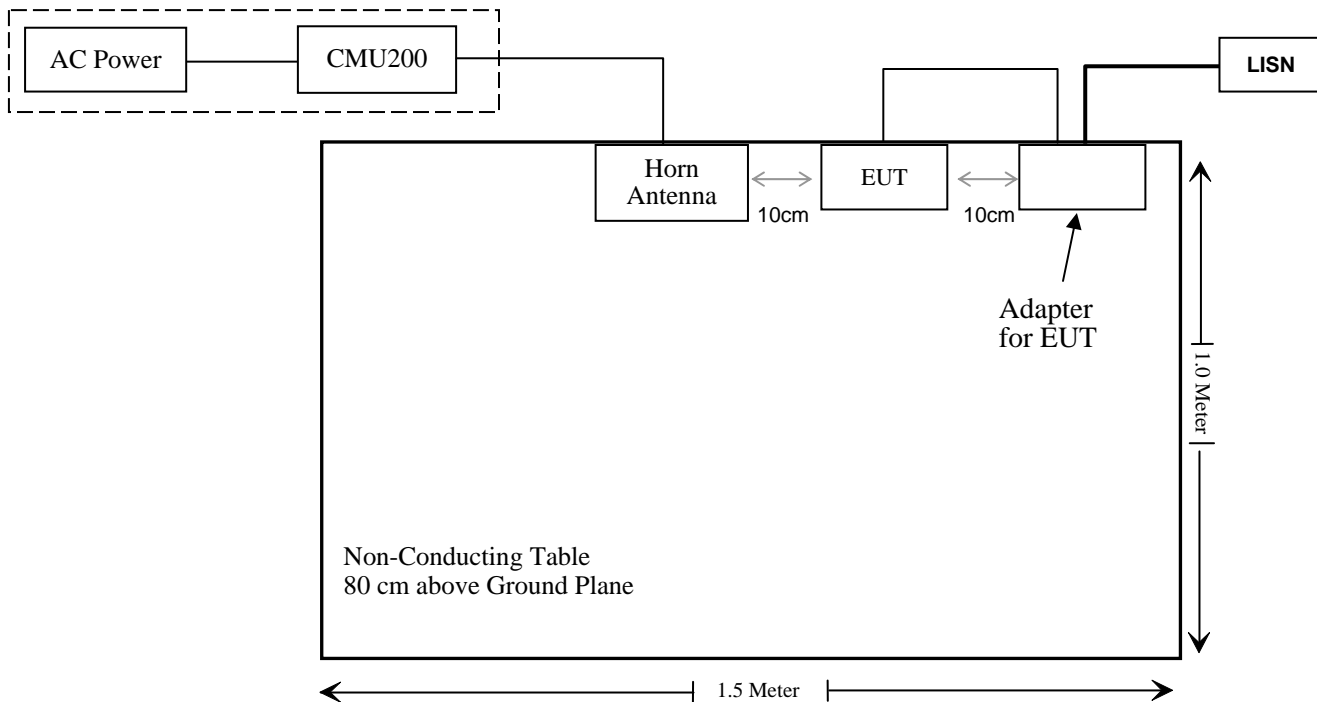 AC Power
CMU200
LISN
Horn
Antenna
EUT
10cm
10cm
Adapter
for EUT
1.0 Meter
Non-Conducting Table
80 cm above Ground Plane
1.5 Meter